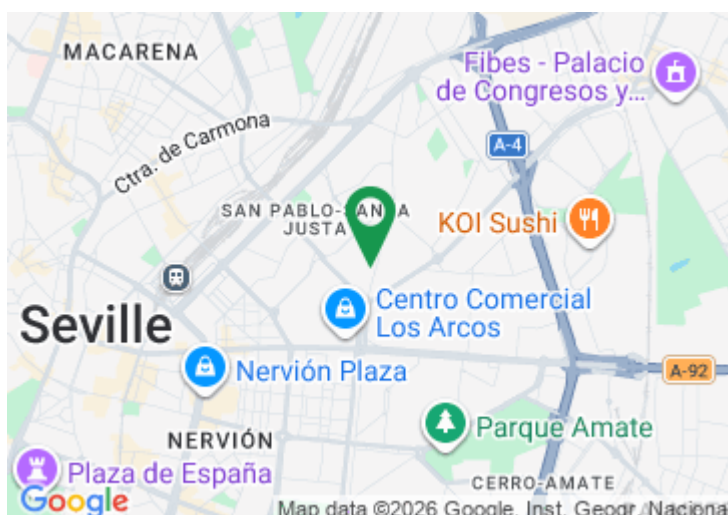 MACARENA
Fibes - Palacio
de Congresos y...
Ctra. de Carmona
A-4
SAN PABLO-SANTA
JUSTA
KOI Sushi
Centro Comercial
Los Arcos
Seville
A-92
Nervión Plaza
Parque Amate
NERVIÓN
Plaza de España
CERRO-AMATE
Google
Map data ©2026 Google, Inst. Geogr. Naciona